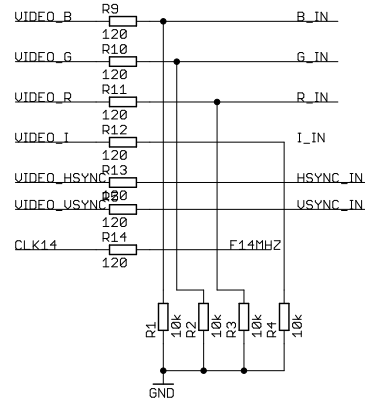 R9
VIDEO_B B_IN
120
R10
VIDEO_G G_IN
120
R11
VIDEO_R R_IN
120
R12
VIDEO_I I_IN
120
R13
VIDEO_HSYNC HSYNC_IN
VIDEO_VSYNC VSYNC_IN
120
R14
CLK14 F14MHZ
120
R1 10k R2 10k R3 10k R4 10k
GND